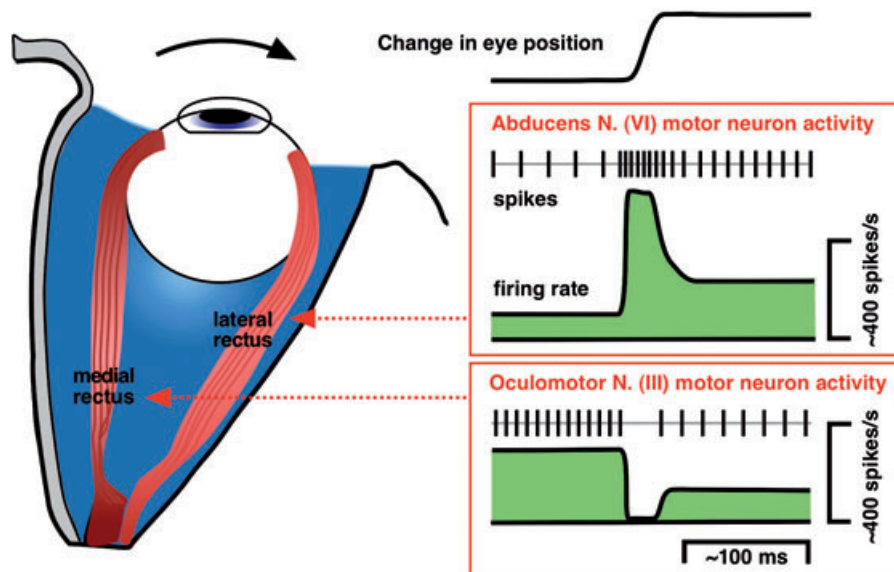 Change in eye position
Abducens N. (VI) motor neuron activity
spikes
firing rate
~400 spikes/s
lateral
rectus
medial
rectus
Oculomotor N. (III) motor neuron activity
~400 spikes/s
~100 ms